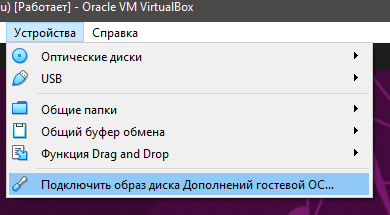 u) [Работает] - Oracle VM VirtualBox
Устройства Справка
Оптические диски
USB
Общие папки
Общий буфер обмена
Функция Drag and Drop
Подключить образ диска Дополнений гостевой ОС...